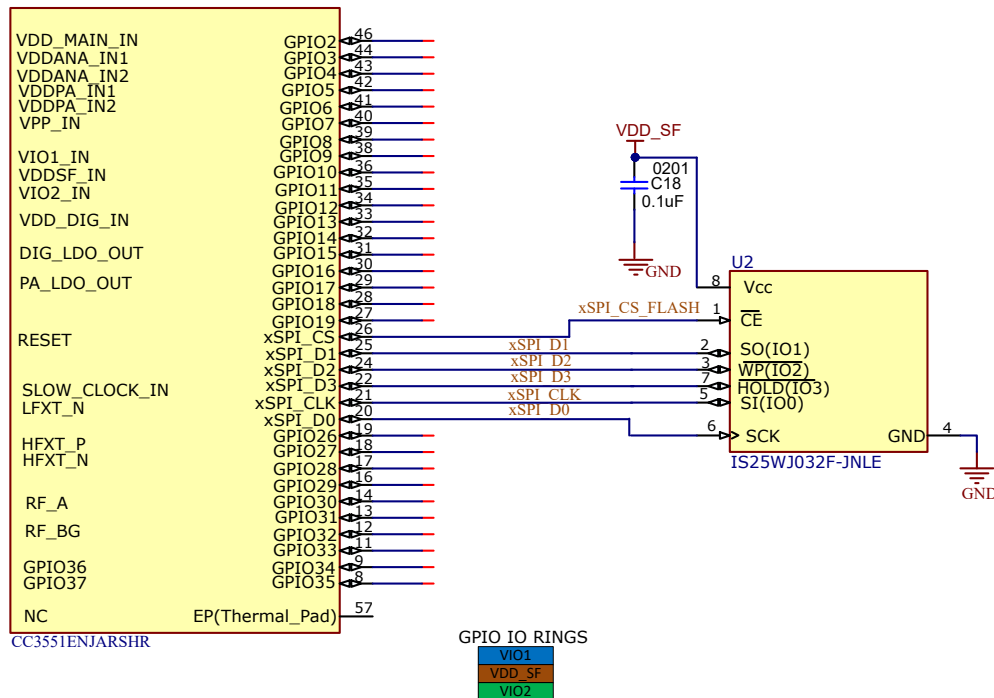 VDD_MAIN_IN
VDDANA_IN1
VDDANA_IN2
VDDPA_IN1
VDDPA_IN2
VPP_IN
VIO1_IN
VDDSF_IN
VIO2_IN
VDD_DIG_IN
DIG_LDO_OUT
PA_LDO_OUT
RESET
SLOW_CLOCK_IN
LFXT_N
HFXT_P
HFXT_N
RF_A
RF_BG
GPIO36
GPIO37
NC
GPIO2 46
GPIO3 44
GPIO4 43
GPIO5 42
GPIO6 41
GPIO7 40
GPIO8 39
GPIO9 38
GPIO10 36
GPIO11 35
GPIO12 34
GPIO13 33
GPIO14 32
GPIO15 31
GPIO16 30
GPIO17 29
GPIO18 28
GPIO19 27
xSPI_CS 26
xSPI_D1 25
xSPI_D2 24
xSPI_D3 22
xSPI_CLK 21
xSPI_D0 20
GPIO26 19
GPIO27 18
GPIO28 17
GPIO29 16
GPIO30 14
GPIO31 13
GPIO32 12
GPIO33 11
GPIO34 9
GPIO35 8
EP(Thermal_Pad) 57
CC3551ENJARSHR
VDD_SF
0201
C18
0.1uF
GND
xSPI_CS_FLASH
xSPI_D1
xSPI_D2
xSPI_D3
xSPI_CLK
xSPI_D0
U2
8 Vcc
1 CE
2 SO(IO1)
3 WP(IO2)
7 HOLD(IO3)
5 SI(IO0)
6 SCK
GND 4
IS25WJ032F-JNLE
GND
GPIO IO RINGS
VIO1
VDD_SF
VIO2